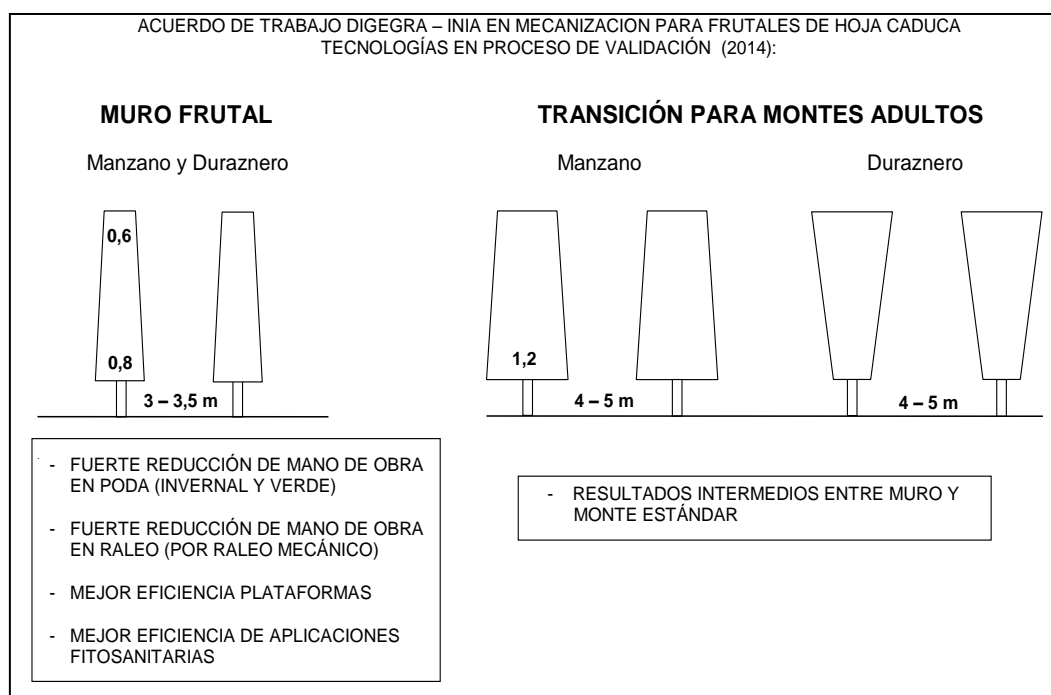 ACUERDO DE TRABAJO DIGEGRA – INIA EN MECANIZACION PARA FRUTALES DE HOJA CADUCA
TECNOLOGÍAS EN PROCESO DE VALIDACIÓN (2014):
MURO FRUTAL
Manzano y Duraznero
0,6
0,8
3 – 3,5 m
- FUERTE REDUCCIÓN DE MANO DE OBRA
EN PODA (INVERNAL Y VERDE)
- FUERTE REDUCCIÓN DE MANO DE OBRA
EN RALEO (POR RALEO MECÁNICO)
- MEJOR EFICIENCIA PLATAFORMAS
- MEJOR EFICIENCIA DE APLICACIONES
FITOSANITARIAS
TRANSICIÓN PARA MONTES ADULTOS
Manzano
Duraznero
1,2
4 – 5 m
4 – 5 m
- RESULTADOS INTERMEDIOS ENTRE MURO Y
MONTE ESTÁNDAR